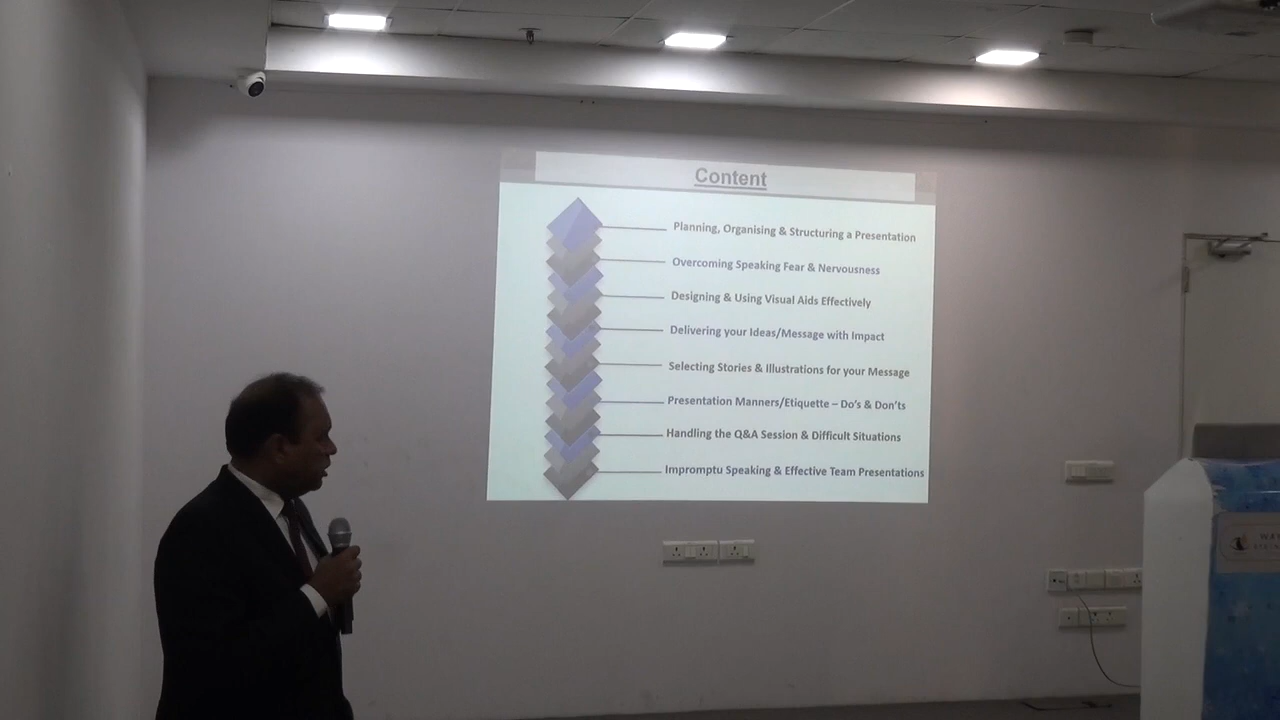 Content
Planning, Organising & Structuring a Presentation
Overcoming Speaking Fear & Nervousness
Designing & Using Visual Aids Effectively
Delivering your Ideas/Message with Impact
Selecting Stories & Illustrations for your Message
Presentation Manners/Etiquette – Do's & Don'ts
Handling the Q&A Session & Difficult Situations
Impromptu Speaking & Effective Team Presentations